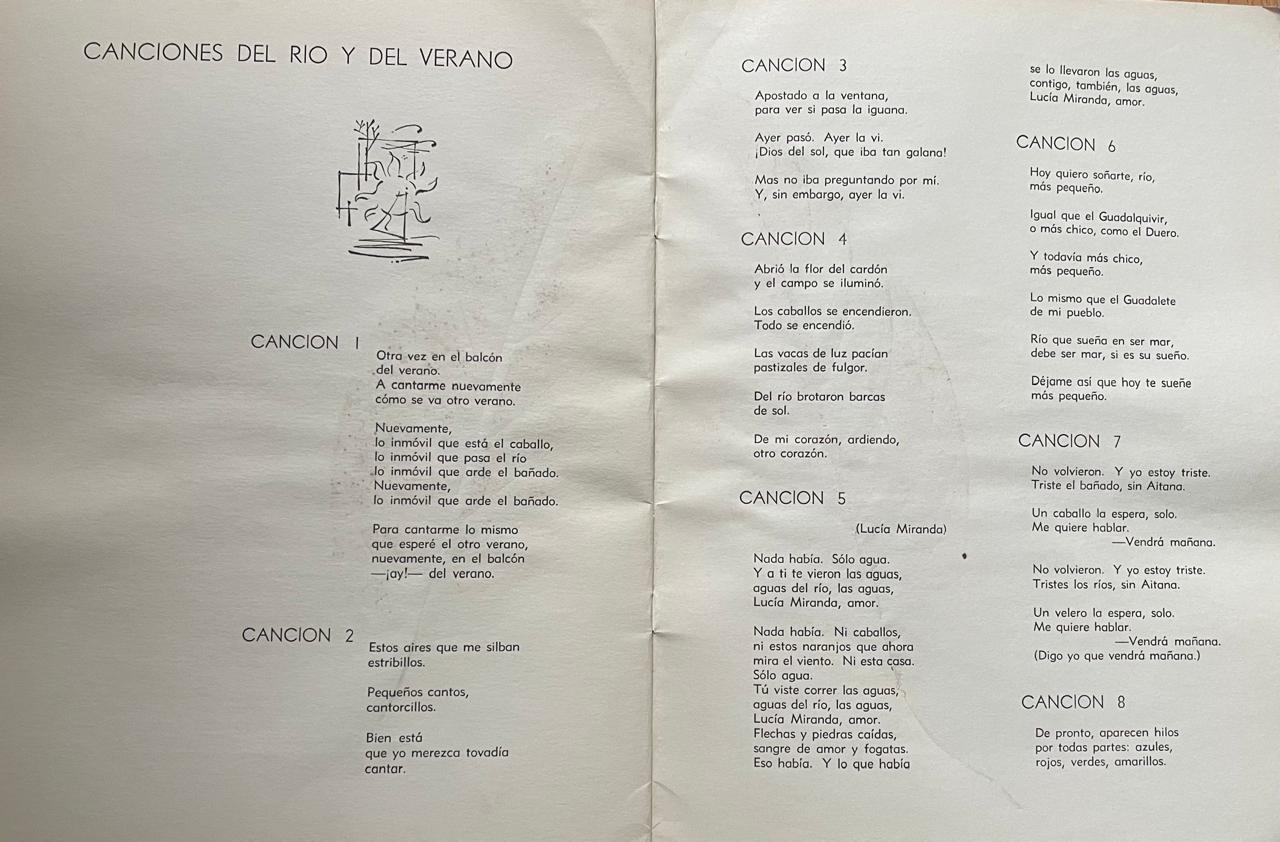 CANCIONES DEL RIO Y DEL VERANO
CANCION 1
Otra vez en el balcón
del verano.
A cantarme nuevamente
cómo se va otro verano.
Nuevamente,
lo inmóvil que está el caballo,
lo inmóvil que pasa el río
lo inmóvil que arde el bañado.
Nuevamente,
lo inmóvil que arde el bañado.
Para cantarme lo mismo
que esperé el otro verano,
nuevamente, en el balcón
—¡ay!— del verano.
CANCION 2
Estos aires que me silban
estribillos.
Pequeños cantos,
cantorcillos.
Bien está
que yo merezca tovadía
cantar.
CANCION 3
Apostado a la ventana,
para ver si pasa la iguana.
Ayer pasó. Ayer la vi.
¡Dios del sol, que iba tan galana!
Mas no iba preguntando por mí.
Y, sin embargo, ayer la vi.
CANCION 4
Abrió la flor del cardón
y el campo se iluminó.
Los caballos se encendieron.
Todo se encendió.
Las vacas de luz pacían
pastizales de fulgor.
Del río brotaron barcas
de sol.
De mi corazón, ardiendo,
otro corazón.
CANCION 5
(Lucía Miranda)
Nada había. Sólo agua.
Y a ti te vieron las aguas,
aguas del río, las aguas,
Lucía Miranda, amor.
Nada había. Ni caballos,
ni estos naranjos que ahora
mira el viento. Ni esta casa.
Sólo agua.
Tú viste correr las aguas,
aguas del río, las aguas,
Lucía Miranda, amor.
Flechas y piedras caídas,
sangre de amor y fogatas.
Eso había. Y lo que había
se lo llevaron las aguas,
contigo, también, las aguas,
Lucía Miranda, amor.
CANCION 6
Hoy quiero soñarte, río,
más pequeño.
Igual que el Guadalquivir,
o más chico, como el Duero.
Y todavía más chico,
más pequeño.
Lo mismo que el Guadalete
de mi pueblo.
Río que sueña en ser mar,
debe ser mar, si es su sueño.
Déjame así que hoy te sueñe
más pequeño.
CANCION 7
No volvieron. Y yo estoy triste.
Triste el bañado, sin Aitana.
Un caballo la espera, solo.
Me quiere hablar.
—Vendrá mañana.
No volvieron. Y yo estoy triste.
Tristes los ríos, sin Aitana.
Un velero la espera, solo.
Me quiere hablar.
—Vendrá mañana.
(Digo yo que vendrá mañana.)
CANCION 8
De pronto, aparecen hilos
por todas partes: azules,
rojos, verdes, amarillos.